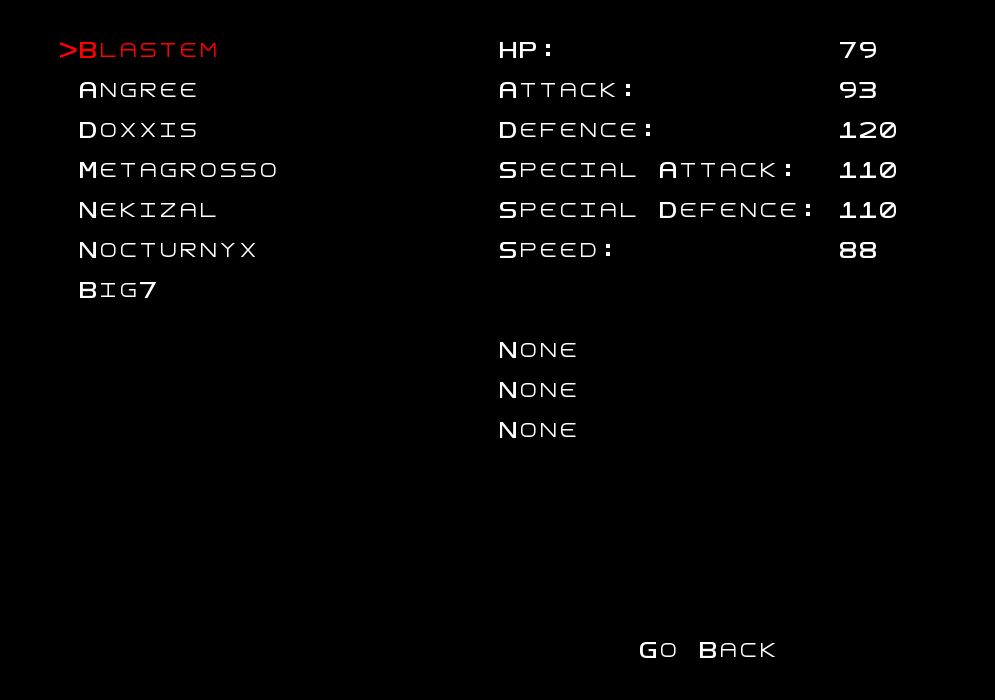 >Blastem
Angree
Doxxis
Metagrosso
Nekizal
Nocturnyx
Big7
HP: 79
Attack: 93
Defence: 120
Special Attack: 110
Special Defence: 110
Speed: 88
None
None
None
Go Back